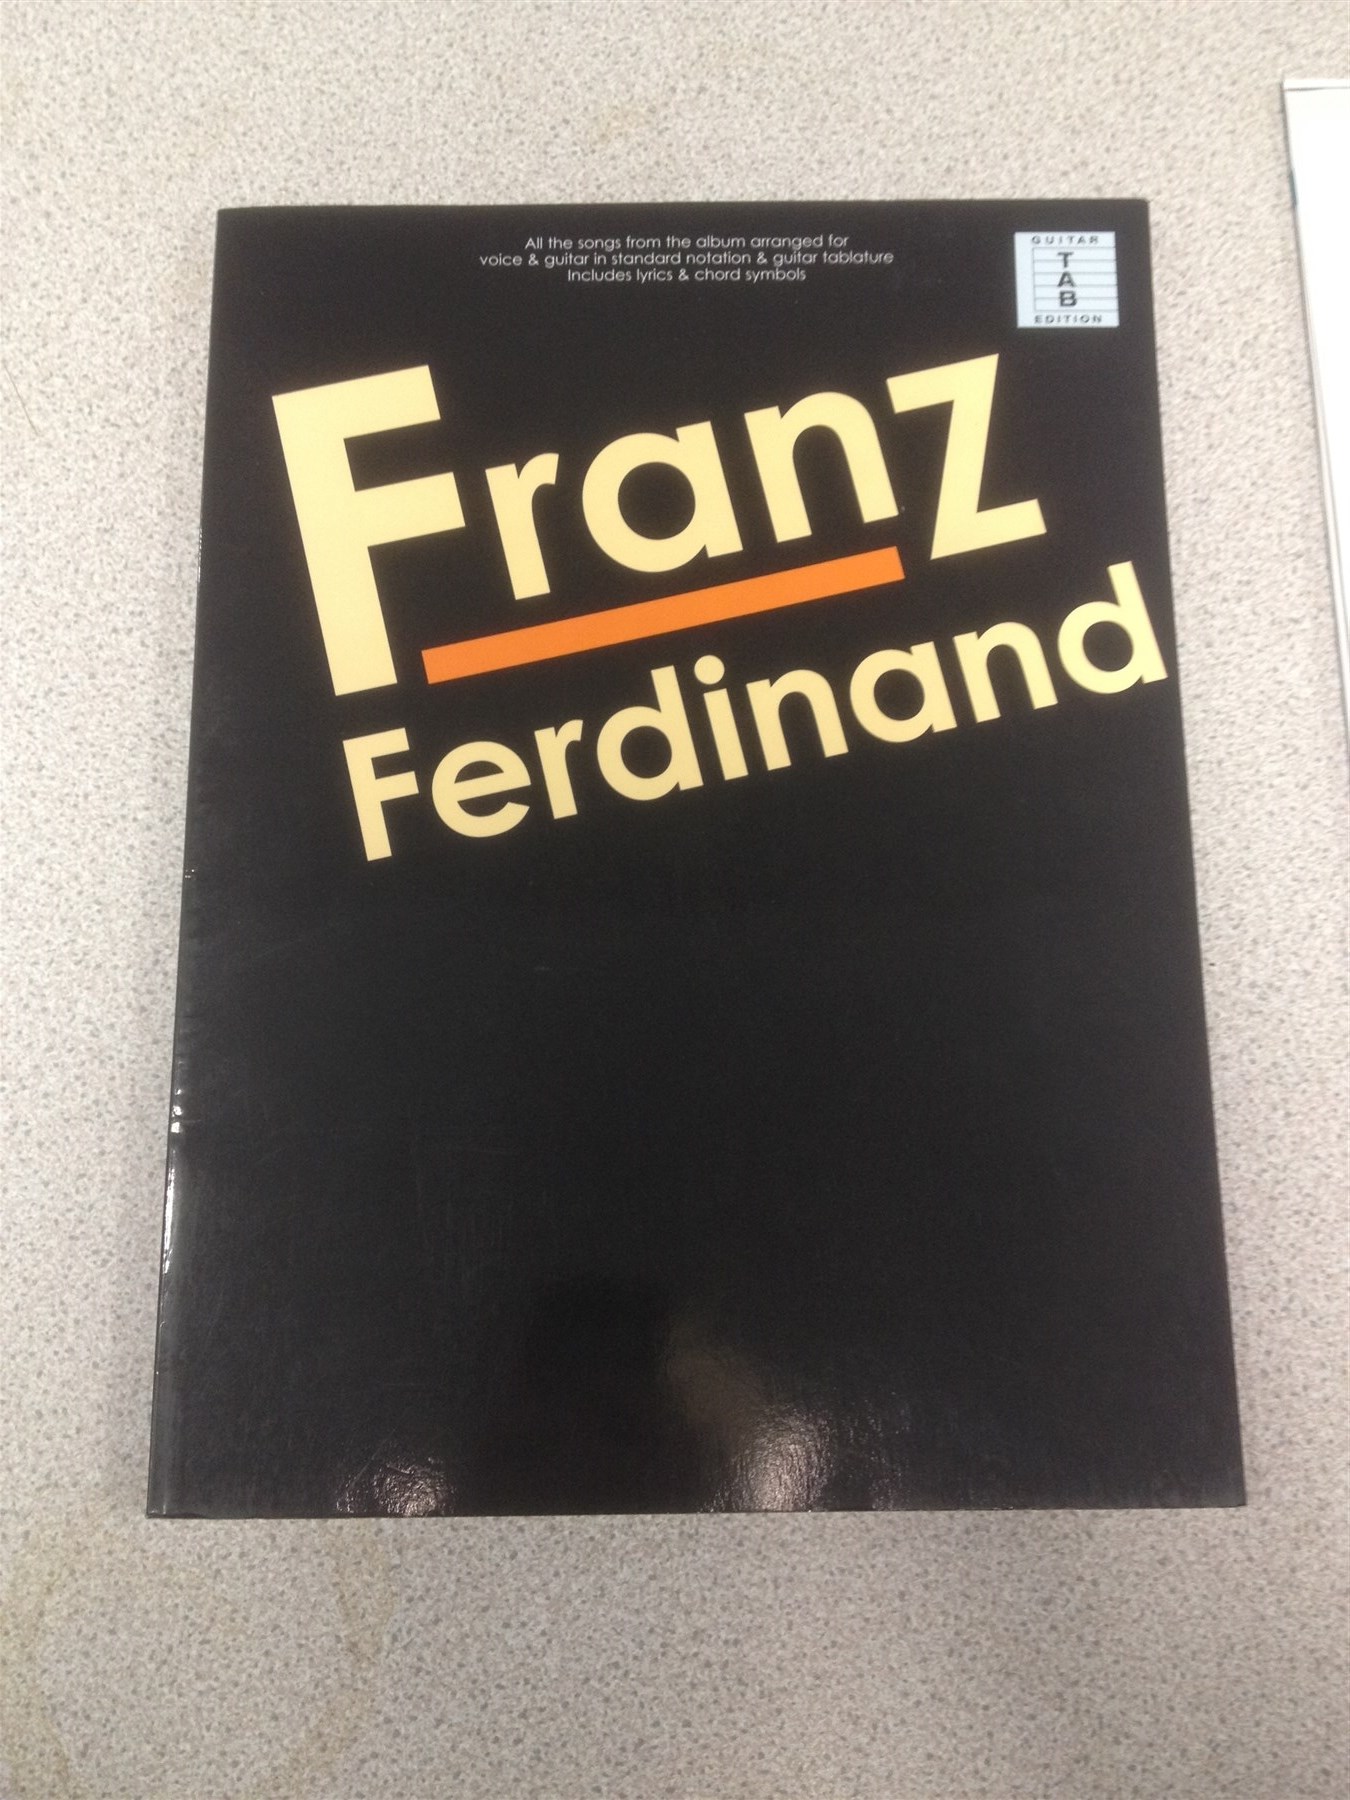 All the songs from the album arranged for
voice & guitar in standard notation & guitar tablature
Includes lyrics & chord symbols
GUITAR
T
A
B
EDITION
Franz
Ferdinand